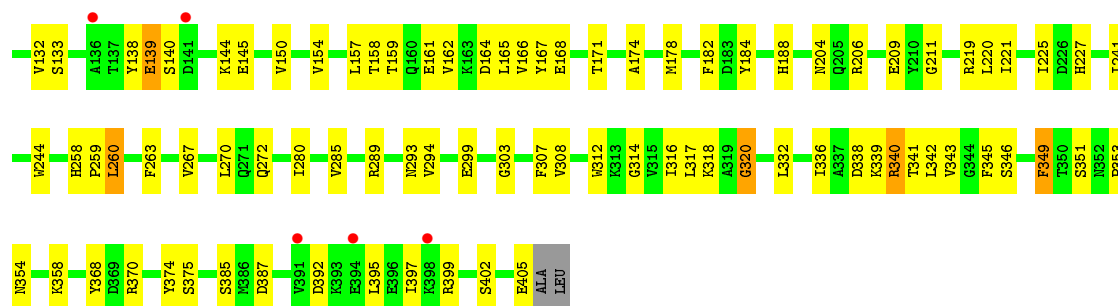 V132 S133 A136 T137 Y138 E139 S140 D141 K144 E145 V150 V154 L157 T158 T159 Q160 E161 V162 K163 D164 L165 V166 Y167 E168 T171 A174 M178 F182 D183 Y184 H188 N204 Q205 R206 E209 Y210 G211 R219 L220 I221 I225 D226 H227 I241
W244 H258 P259 L260 F263 V267 L270 Q271 Q272 I280 V285 R289 N293 V294 E299 G303 F307 V308 W312 K313 G314 V315 I316 L317 K318 A319 G320 L332 I336 A337 D338 K339 R340 T341 L342 V343 G344 F345 S346 F349 T350 S351 N352 P353
N354 K358 Y368 D369 R370 Y374 S375 S385 M386 D387 V391 D392 K393 E394 L395 E396 I397 K398 R399 S402 E405 ALA LEU